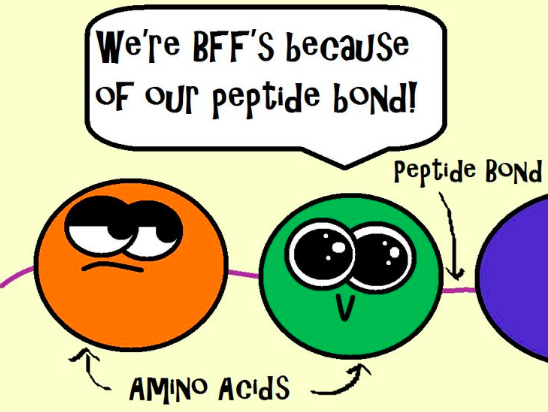 We're BFF's because
of our peptide bond!
Peptide Bond
Amino Acids